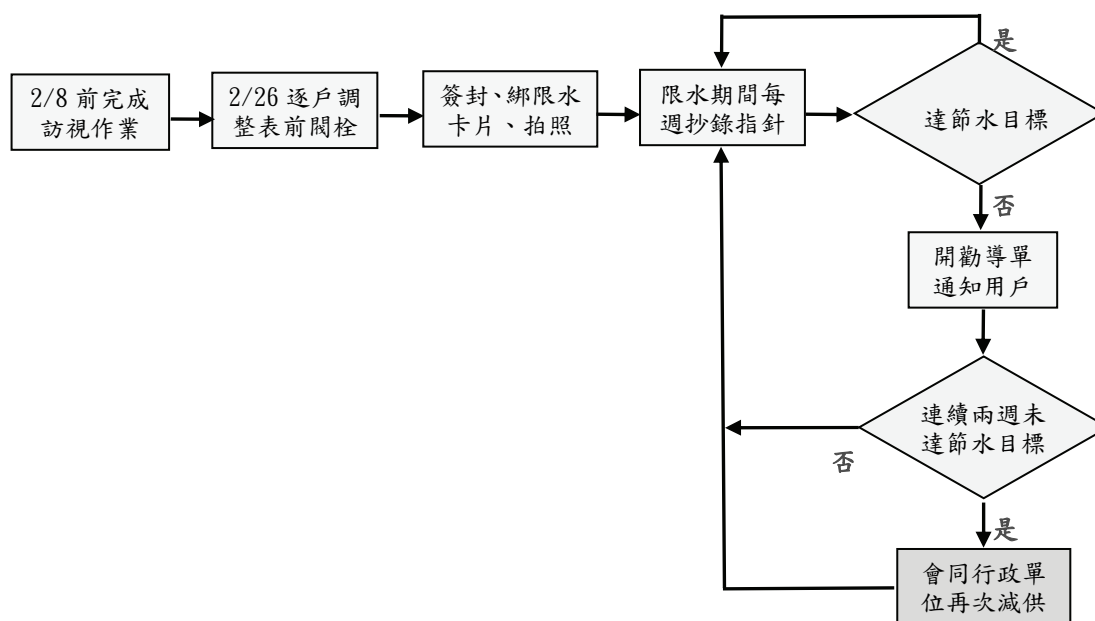 2/8 前完成
訪視作業
2/26 逐戶調
整表前閥栓
簽封、綁限水
卡片、拍照
限水期間每
週抄錄指針
是
達節水目標
否
開勸導單
通知用戶
連續兩週未
達節水目標
否
是
會同行政單
位再次減供